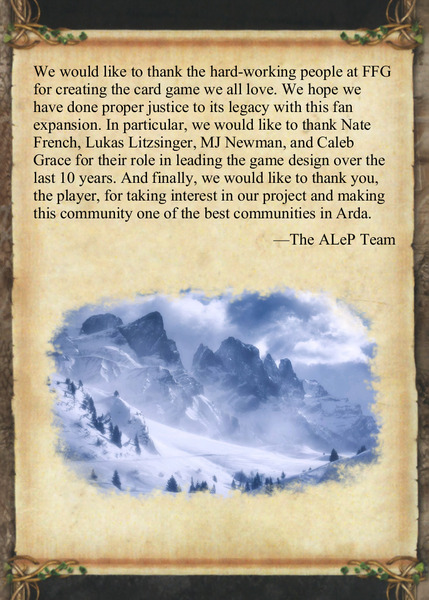 We would like to thank the hard-working people at FFG
for creating the card game we all love. We hope we
have done proper justice to its legacy with this fan
expansion. In particular, we would like to thank Nate
French, Lukas Litzsinger, MJ Newman, and Caleb
Grace for their role in leading the game design over the
last 10 years. And finally, we would like to thank you,
the player, for taking interest in our project and making
this community one of the best communities in Arda.
—The ALeP Team